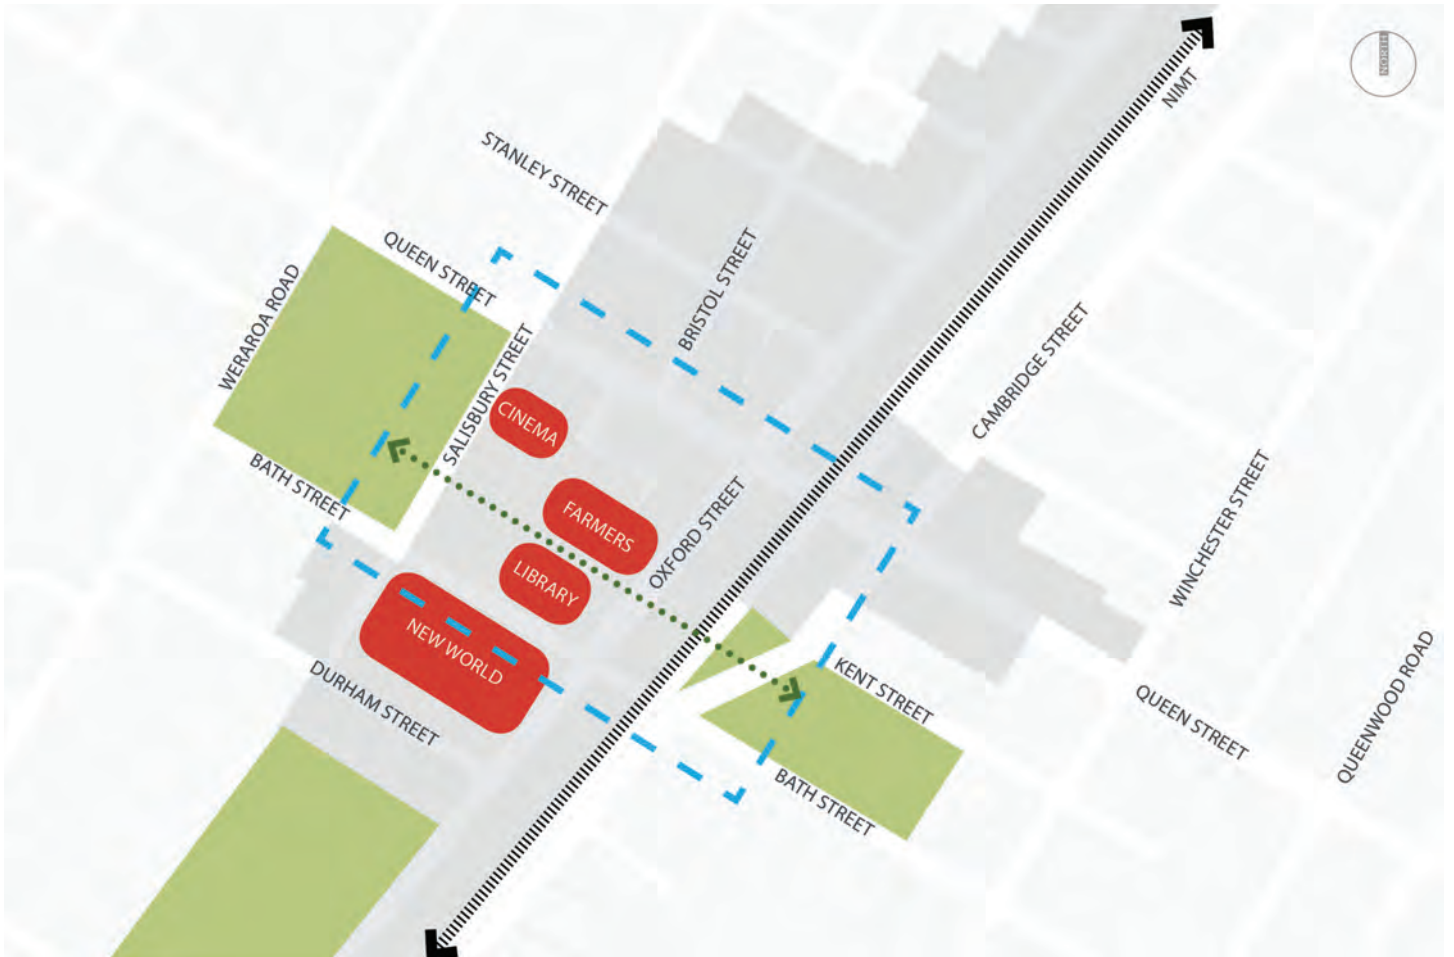 NORTH
NIMT
STANLEY STREET
QUEEN STREET
BRISTOL STREET
WERAROA ROAD
SALISBURY STREET
CAMBRIDGE STREET
CINEMA
BATH STREET
FARMERS
OXFORD STREET
WINCHESTER STREET
LIBRARY
NEW WORLD
KENT STREET
DURHAM STREET
QUEEN STREET
QUEENWOOD ROAD
BATH STREET